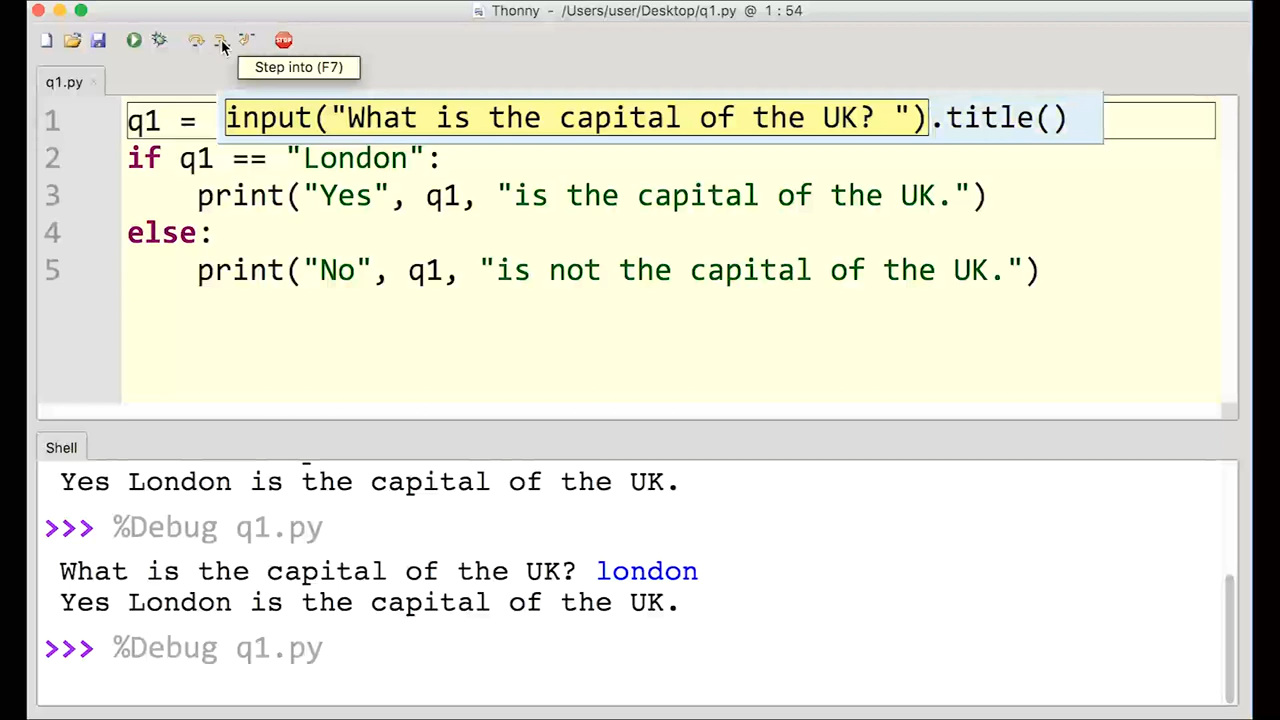 Thonny - /Users/user/Desktop/q1.py @ 1 : 54
STOP
Step into (F7)
q1.py
1 q1 = input("What is the capital of the UK? ").title()
2 if q1 == "London":
3 print("Yes", q1, "is the capital of the UK.")
4 else:
5 print("No", q1, "is not the capital of the UK.")
Shell
Yes London is the capital of the UK.
>>> %Debug q1.py
What is the capital of the UK? london
Yes London is the capital of the UK.
>>> %Debug q1.py